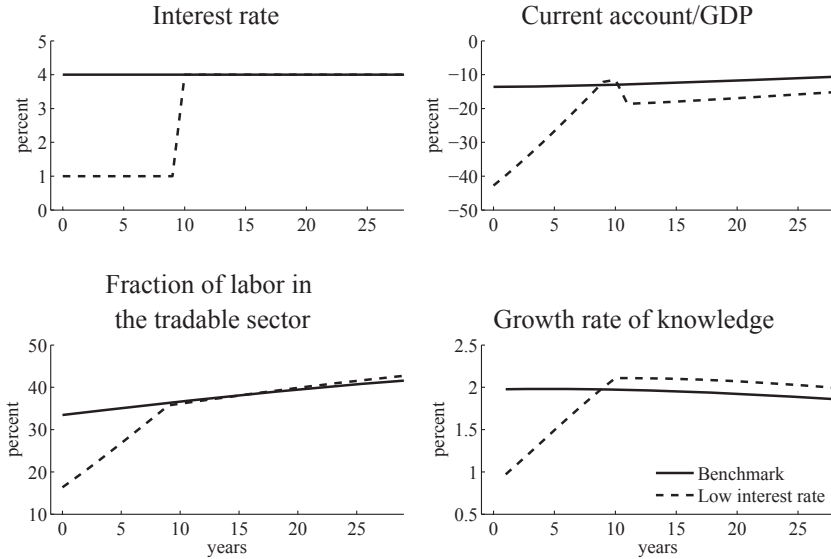 Interest rate
5
4
3
2
1
0
percent
0 5 10 15 20 25
Current account/GDP
0
−10
−20
−30
−40
−50
percent
0 5 10 15 20 25
Fraction of labor in
the tradable sector
50
40
30
20
10
percent
0 5 10 15 20 25
years
Growth rate of knowledge
2.5
2
1.5
1
0.5
percent
0 5 10 15 20 25
years
Benchmark
Low interest rate